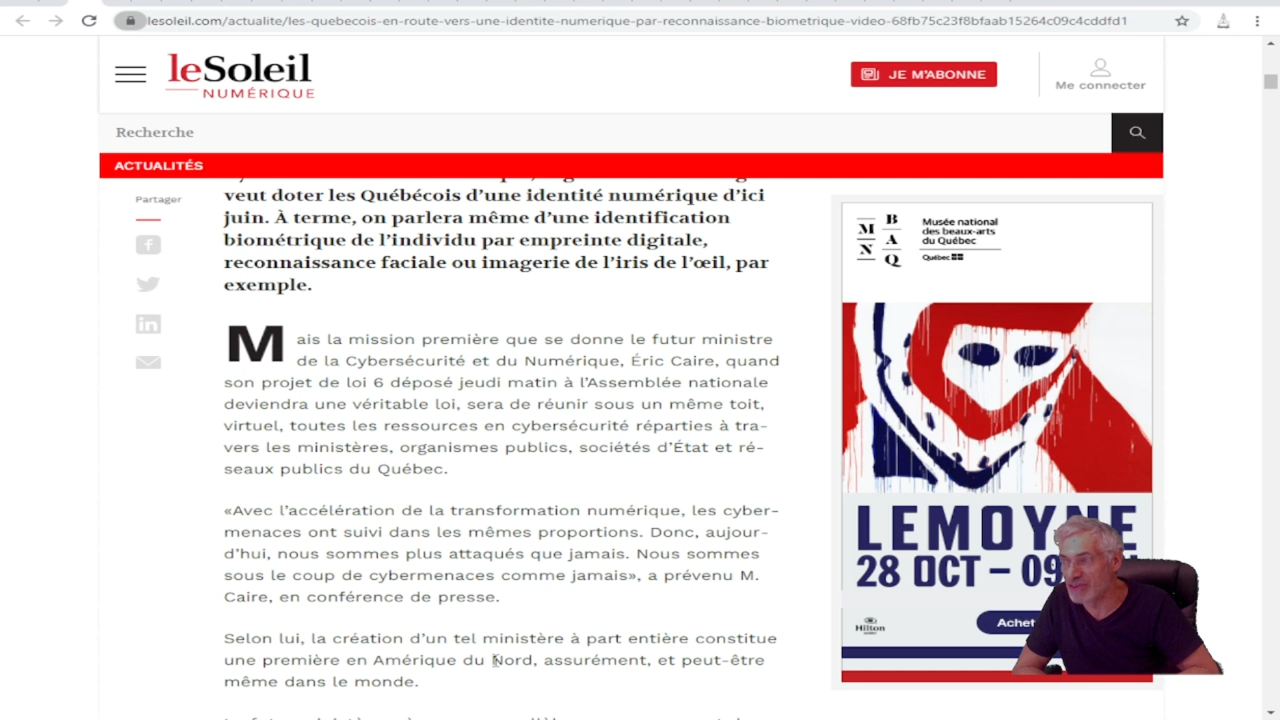 lesoleil.com/actualite/les-quebecois-en-route-vers-une-identite-numerique-par-reconnaissance-biometrique-video-68fb75c23f8bfaab15264c09c4cddfd1
leSoleil
NUMÉRIQUE
JE M'ABONNE
Me connecter
Recherche
ACTUALITÉS
Partager
veut doter les Québécois d’une identité numérique d’ici
juin. À terme, on parlera même d’une identification
biométrique de l’individu par empreinte digitale,
reconnaissance faciale ou imagerie de l’iris de l’œil, par
exemple.
Mais la mission première que se donne le futur ministre
de la Cybersécurité et du Numérique, Éric Caire, quand
son projet de loi 6 déposé jeudi matin à l’Assemblée nationale
deviendra une véritable loi, sera de réunir sous un même toit,
virtuel, toutes les ressources en cybersécurité réparties à tra-
vers les ministères, organismes publics, sociétés d’État et ré-
seaux publics du Québec.
«Avec l’accélération de la transformation numérique, les cyber-
menaces ont suivi dans les mêmes proportions. Donc, aujour-
d’hui, nous sommes plus attaqués que jamais. Nous sommes
sous le coup de cybermenaces comme jamais», a prévenu M.
Caire, en conférence de presse.
Selon lui, la création d’un tel ministère à part entière constitue
une première en Amérique du Nord, assurément, et peut-être
même dans le monde.
M N
B A Q
Musée national
des beaux-arts
du Québec
Québec
LEMOYNE
28 OCT – 09
Hilton
Achet